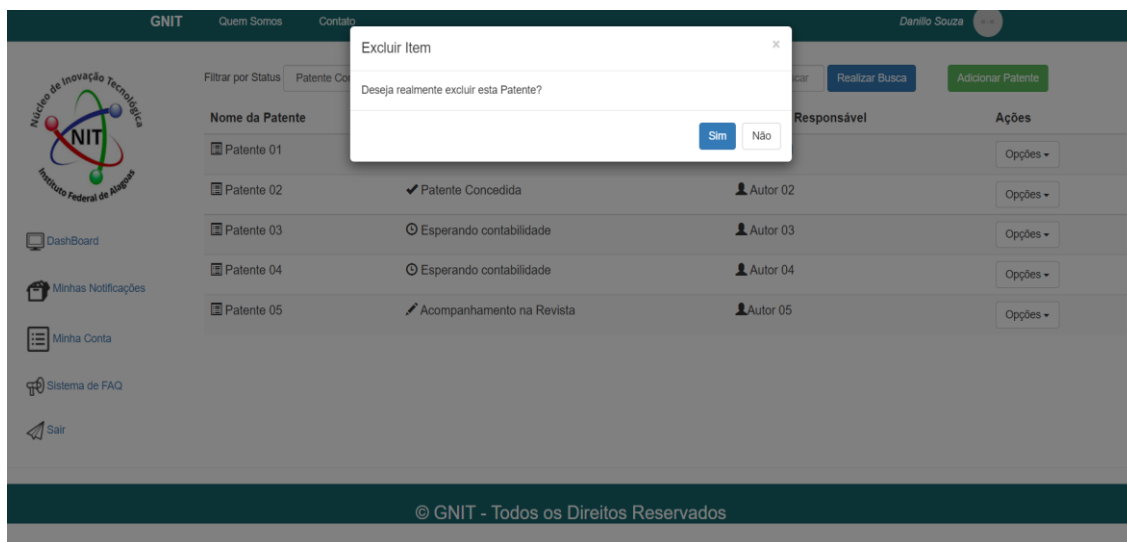 GNIT Quem Somos Contato Danillo Souza
Excluir Item ×
Deseja realmente excluir esta Patente?
Sim Não
Núcleo de Inovação Tecnológica
NIT
Instituto Federal de Alagoas
Filtrar por Status Realizar Busca Adicionar Patente
Nome da Patente Responsável Ações
Patente 01 Opções
Patente 02 Patente Concedida Autor 02 Opções
Patente 03 Esperando contabilidade Autor 03 Opções
Patente 04 Esperando contabilidade Autor 04 Opções
Patente 05 Acompanhamento na Revista Autor 05 Opções
DashBoard
Minhas Notificações
Minha Conta
Sistema de FAQ
Sair
© GNIT - Todos os Direitos Reservados